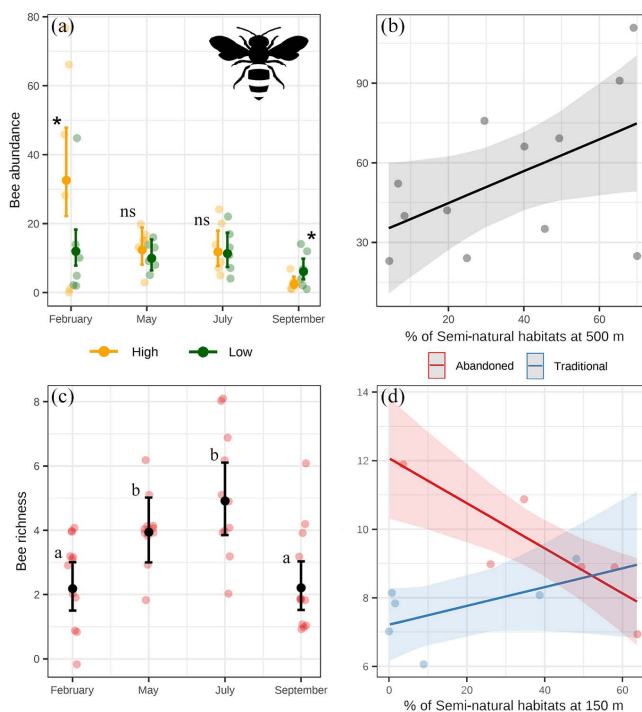 (a)
Bee abundance
80
60
40
20
0
*
ns
ns
*
February May July September
High Low
(b)
90
60
30
20 40 60
% of Semi-natural habitats at 500 m
Abandoned Traditional
(c)
Bee richness
8
6
4
2
0
a
b
b
a
February May July September
(d)
14
12
10
8
6
0 20 40 60
% of Semi-natural habitats at 150 m